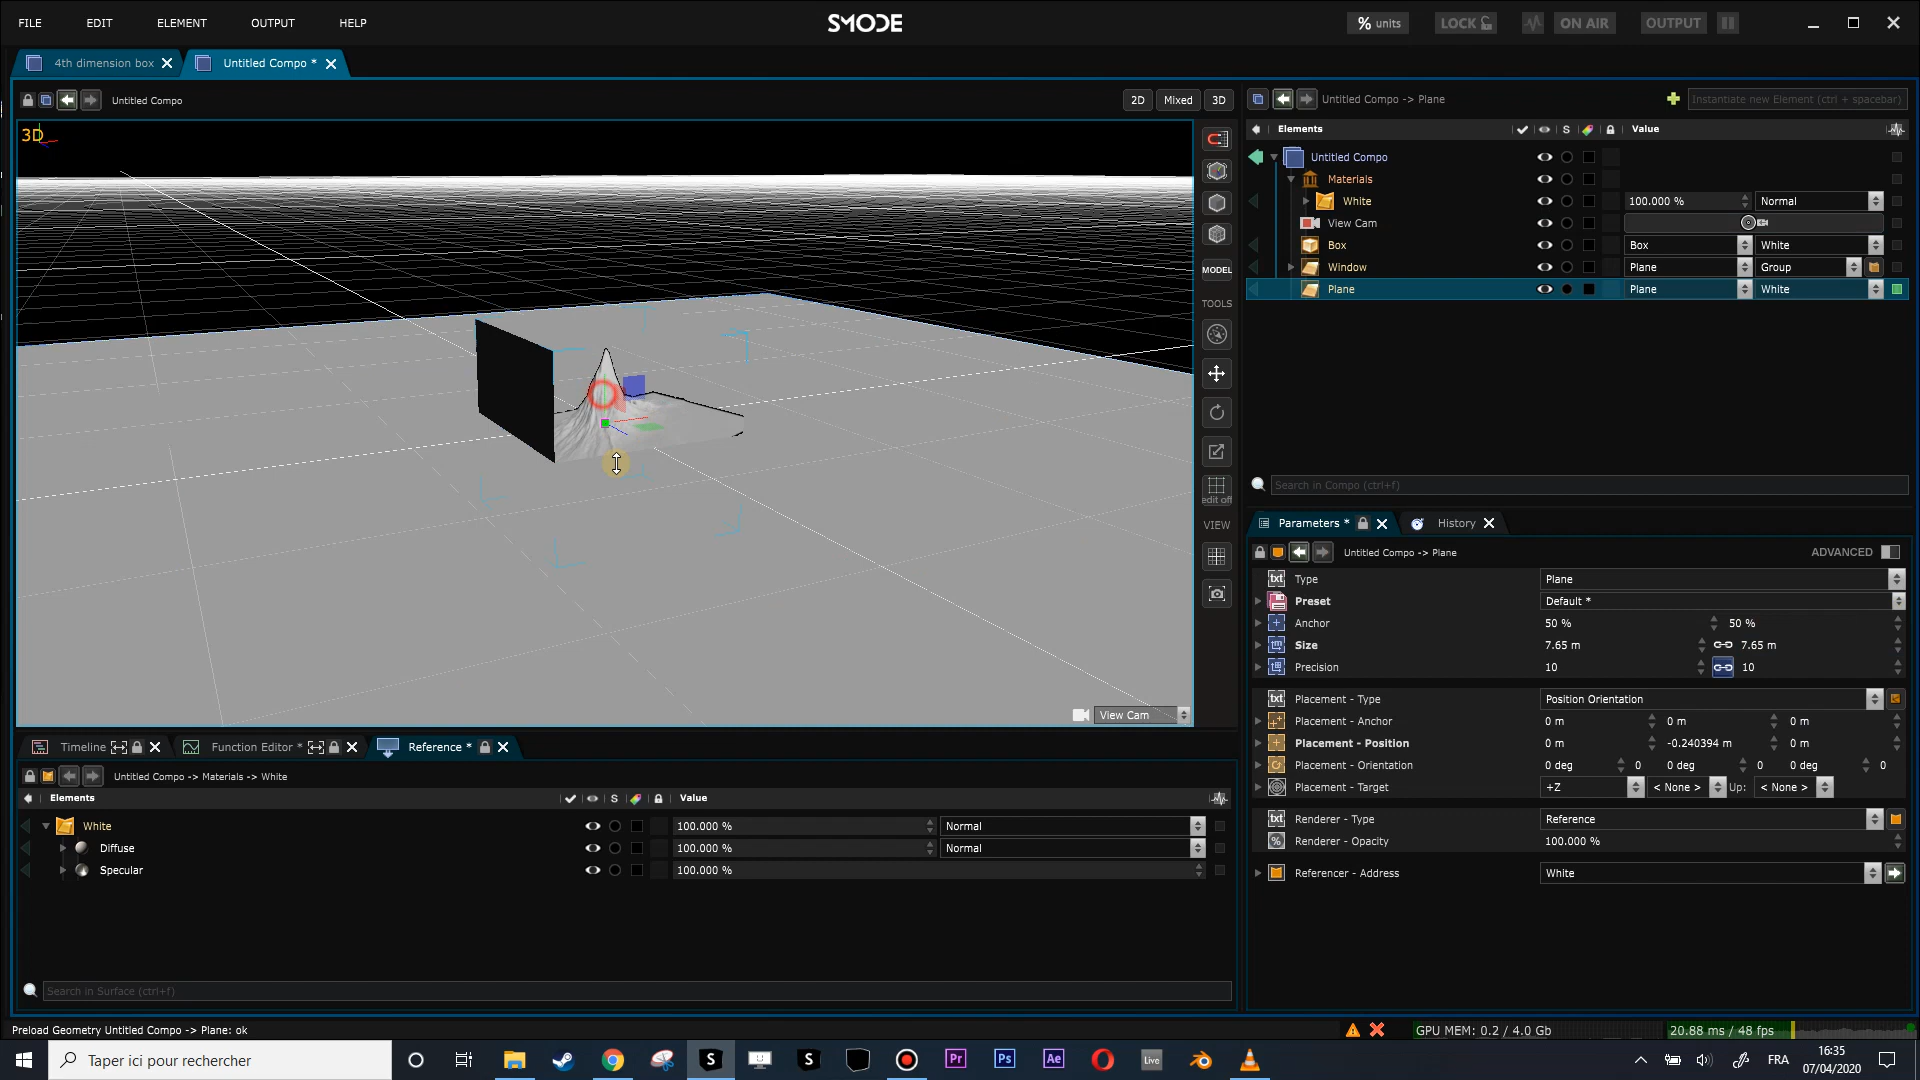 FILE EDIT ELEMENT OUTPUT HELP SMODE % units LOCK ON AIR OUTPUT
4th dimension box Untitled Compo *
Untitled Compo 2D Mixed 3D
3D
MODEL
TOOLS
edit off
VIEW
View Cam
Untitled Compo -> Plane Instantiate new Element (ctrl + spacebar)
Elements S Value
Untitled Compo
Materials
White 100.000 % Normal
View Cam
Box Box White
Window Plane Group
Plane Plane White
Search in Compo (ctrl+f)
Parameters * History
Untitled Compo -> Plane ADVANCED
txt Type Plane
Preset Default *
Anchor 50 % 50 %
Size 7.65 m 7.65 m
Precision 10 10
txt Placement - Type Position Orientation
Placement - Anchor 0 m 0 m 0 m
Placement - Position 0 m -0.240394 m 0 m
Placement - Orientation 0 deg 0 0 deg 0 0 deg 0
Placement - Target +Z < None > Up: < None >
txt Renderer - Type Reference
% Renderer - Opacity 100.000 %
Referencer - Address White
Timeline Function Editor * Reference *
Untitled Compo -> Materials -> White
Elements S Value
White 100.000 % Normal
Diffuse 100.000 % Normal
Specular 100.000 %
Search in Surface (ctrl+f)
Preload Geometry Untitled Compo -> Plane: ok GPU MEM: 0.2 / 4.0 Gb 20.88 ms / 48 fps
Taper ici pour rechercher S S Pr Ps Ae Live FRA 16:35
07/04/2020